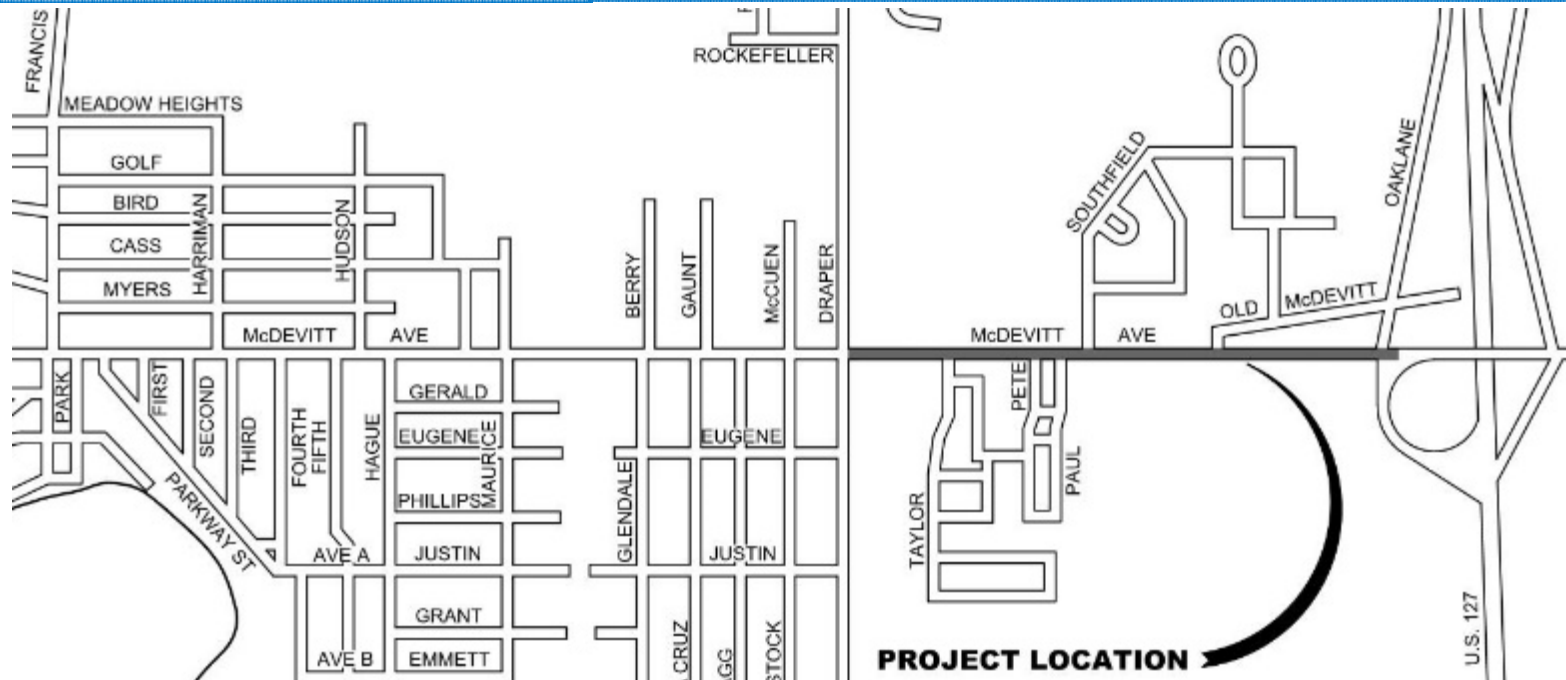 FRANCIS
ROCKEFELLER
MEADOW HEIGHTS
GOLF
BIRD
CASS
MYERS
HARRIMAN
HUDSON
McDEVITT AVE
BERRY
GAUNT
McCUEN
DRAPER
SOUTHFIELD
OAKLANE
OLD McDEVITT
McDEVITT AVE
PARK
FIRST
SECOND
THIRD
FOURTH
FIFTH
HAGUE
GERALD
EUGENE
MAURICE
PHILLIPS
JUSTIN
PARKWAY ST
AVE A
GRANT
AVE B
EMMETT
GLENDALE
EUGENE
JUSTIN
CRUZ
AGG
STOCK
TAYLOR
PETE
PAUL
U.S. 127
PROJECT LOCATION